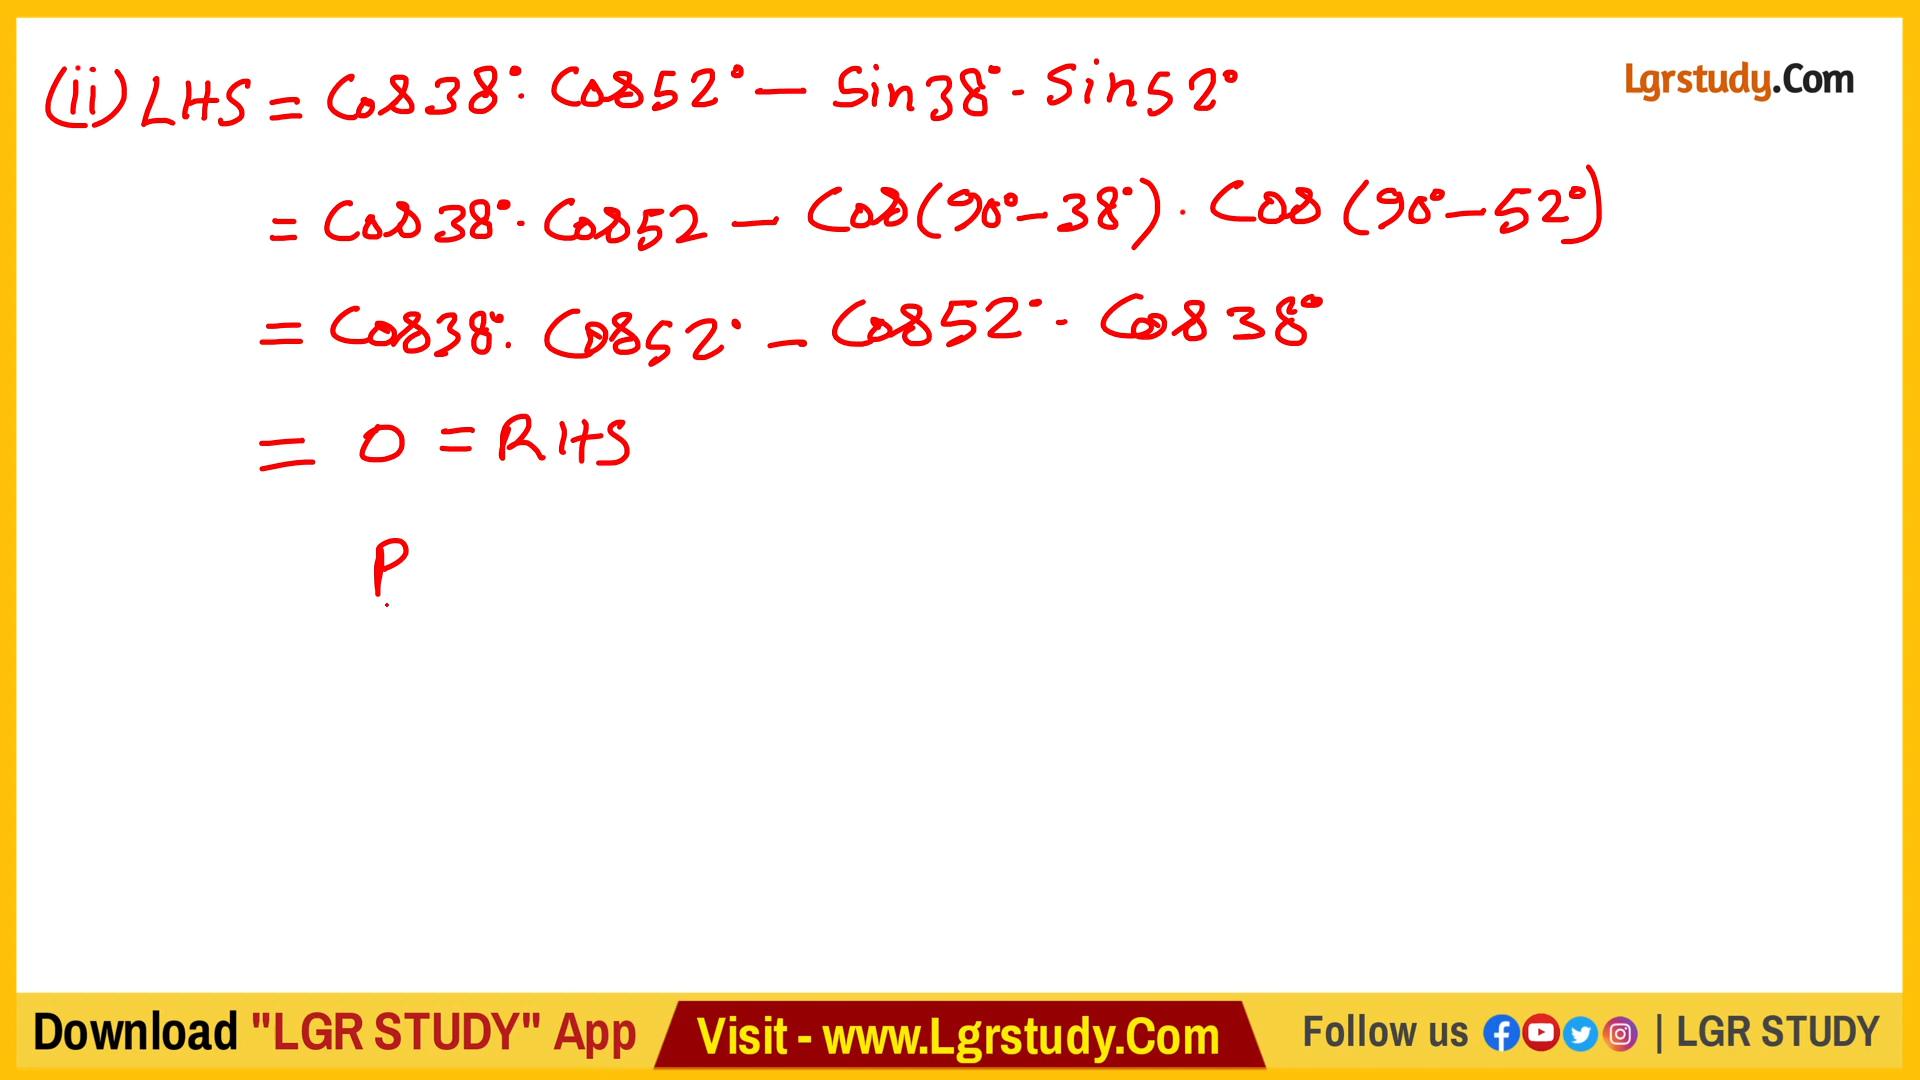 (ii) LHS = Cos38°. Cos52° — Sin38°. Sin52°
Lgrstudy.Com
= Cos38°. Cos52 — Cos(90°-38°). Cos(90°-52°)
= Cos38°. Cos52° - Cos52°. Cos38°
= 0 = RHS
P
Download "LGR STUDY" App
Visit - www.Lgrstudy.Com
Follow us | LGR STUDY